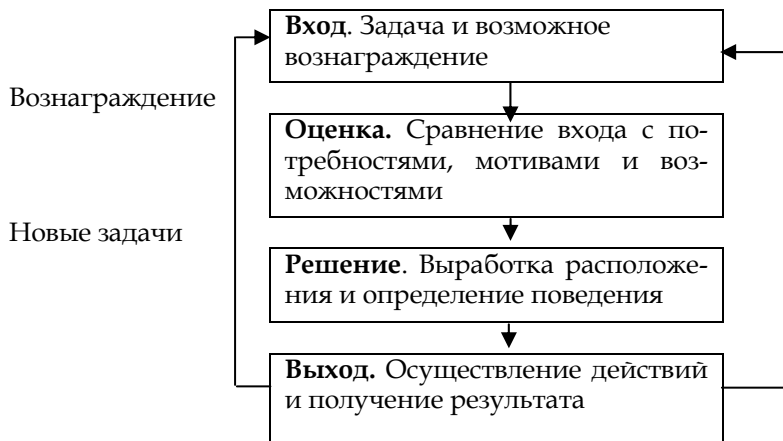 Вход. Задача и возможное
вознаграждение
Вознаграждение
Оценка. Сравнение входа с по-
требностями, мотивами и воз-
можностями
Новые задачи
Решение. Выработка расположе-
ния и определение поведения
Выход. Осуществление действий
и получение результата